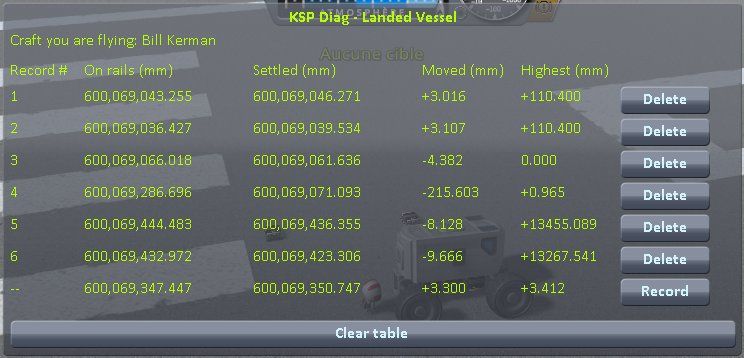 ATMOSPHÈRE
KSP Diag - Landed Vessel
Craft you are flying: Bill Kerman
Aucune cible
Record # On rails (mm) Settled (mm) Moved (mm) Highest (mm)
1 600,069,043.255 600,069,046.271 +3.016 +110.400 Delete
2 600,069,036.427 600,069,039.534 +3.107 +110.400 Delete
3 600,069,066.018 600,069,061.636 -4.382 0.000 Delete
4 600,069,286.696 600,069,071.093 -215.603 +0.965 Delete
5 600,069,444.483 600,069,436.355 -8.128 +13455.089 Delete
6 600,069,432.972 600,069,423.306 -9.666 +13267.541 Delete
-- 600,069,347.447 600,069,350.747 +3.300 +3.412 Record
Clear table